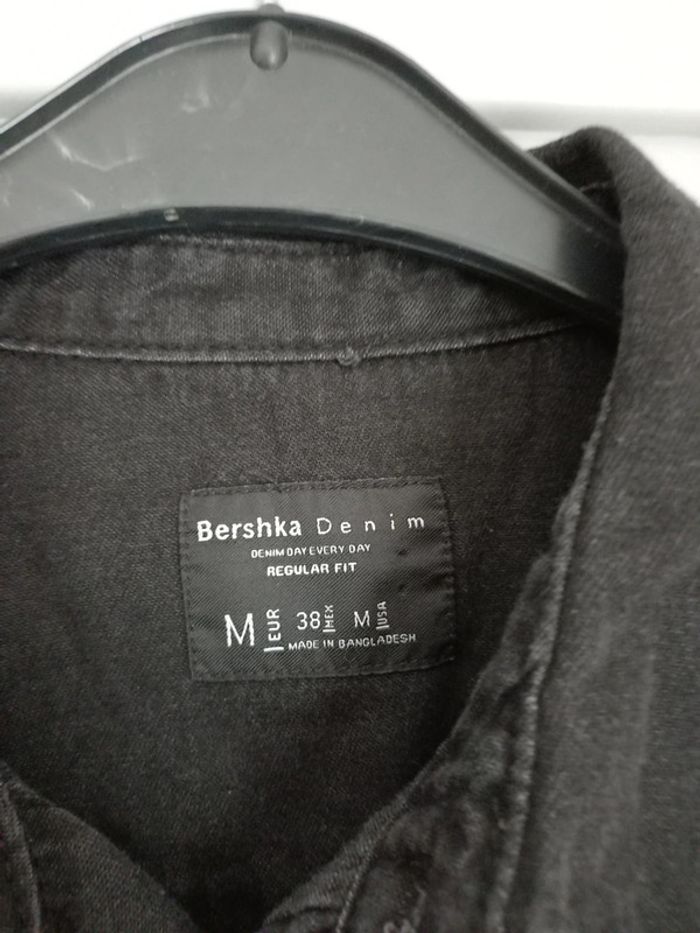 Bershka Denim
DENIM DAY EVERY DAY
REGULAR FIT
M EUR 38 MEX M USA
MADE IN BANGLADESH